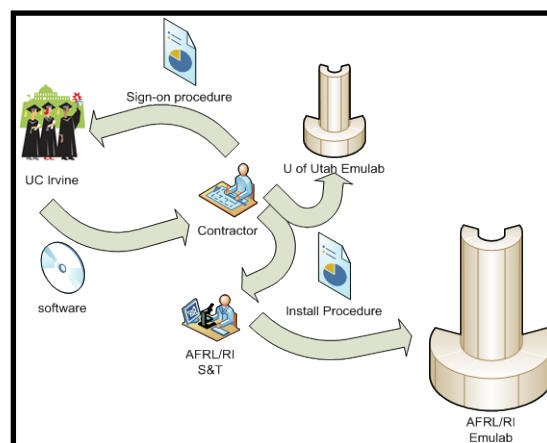 Sign-on procedure
U of Utah Emulab
UC Irvine
Contractor
software
Install Procedure
AFRL/RI
S&T
AFRL/RI
Emulab